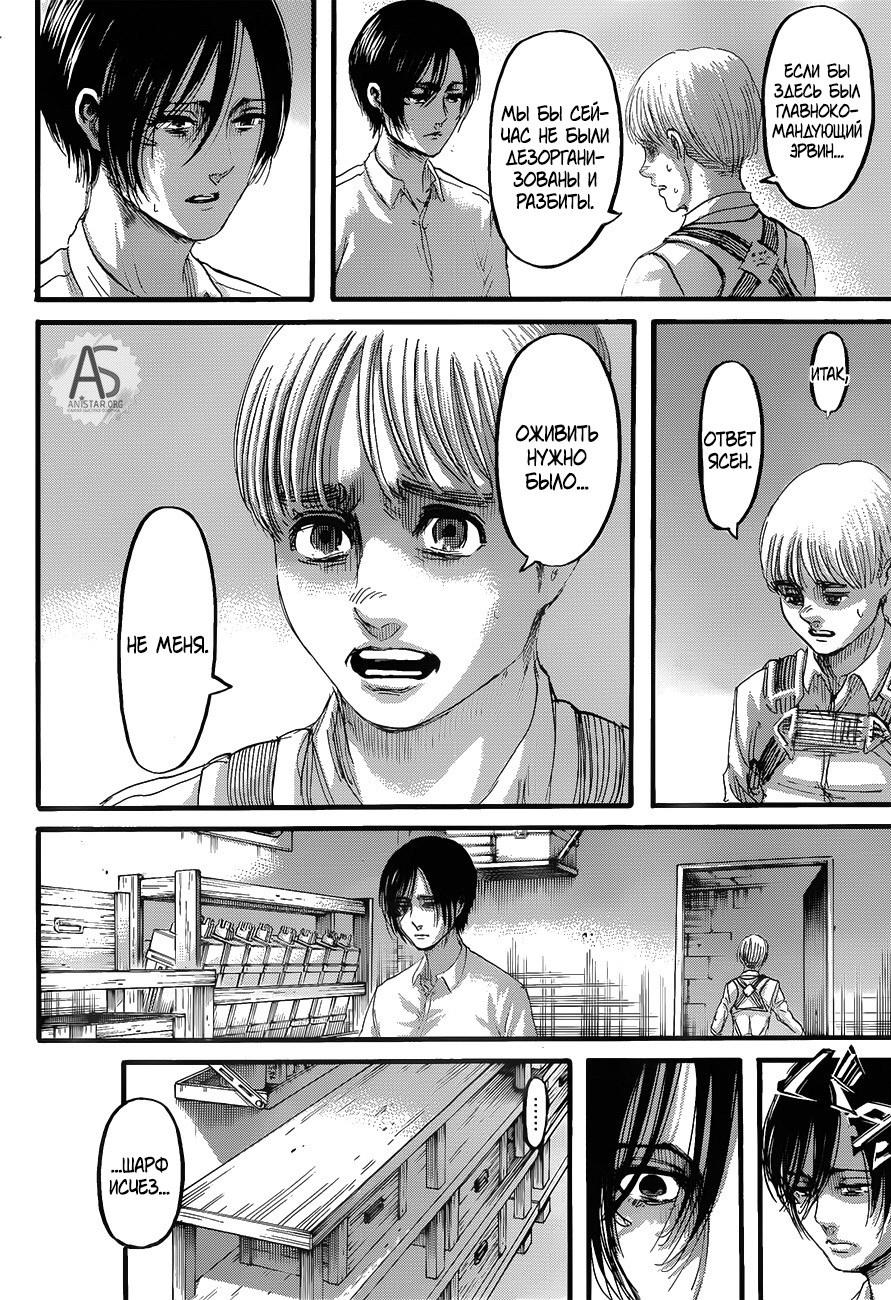 ЕСЛИ БЫ
ЗДЕСЬ БЫЛ
ГЛАВНОКО-
МАНДУЮЩИЙ
ЭРВИН...
МЫ БЫ СЕЙ-
ЧАС НЕ БЫЛИ
ДЕЗОРГАНИ-
ЗОВАНЫ И
РАЗБИТЫ.
ИТАК,
ОТВЕТ
ЯСЕН.
ОЖИВИТЬ
НУЖНО
БЫЛО...
НЕ МЕНЯ.
AS
ANISTAR.ORG
......
...ШАРФ
ИСЧЕЗ...